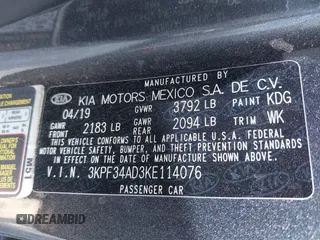 MANUFACTURED BY
KIA KIA MOTORS MEXICO S.A. DE C.V.
04/19 GVWR 3792 LB PAINT KDG
GAWR FRONT 2183 LB GAWR REAR 2094 LB TRIM WK
THIS VEHICLE CONFORMS TO ALL APPLICABLE U.S.A. FEDERAL MOTOR
VEHICLE SAFETY, BUMPER, AND THEFT PREVENTION STANDARDS
IN EFFECT ON THE DATE OF MANUFACTURE SHOWN ABOVE.
V.I.N. 3KPF34AD3KE114076
PASSENGER CAR
M51
DREAMBID